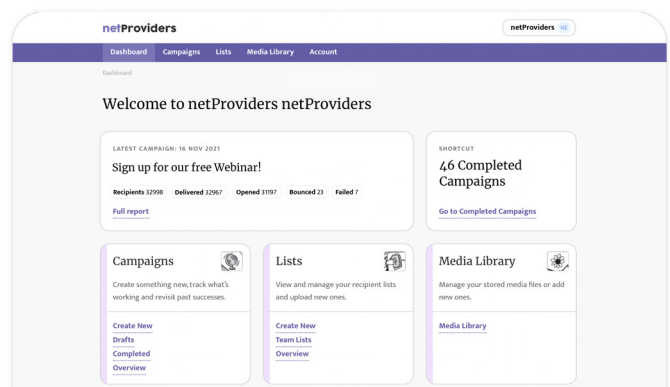 netProviders
netProviders NE
Dashboard Campaigns Lists Media Library Account
Dashboard
Welcome to netProviders netProviders
LATEST CAMPAIGN: 16 NOV 2021
Sign up for our free Webinar!
Recipients 32998 Delivered 32967 Opened 31197 Bounced 23 Failed 7
Full report
SHORTCUT
46 Completed
Campaigns
Go to Completed Campaigns
Campaigns
Create something new, track what's
working and revisit past successes.
Create New
Drafts
Completed
Overview
Lists
View and manage your recipient lists
and upload new ones.
Create New
Team Lists
Overview
Media Library
Manage your stored media files or add
new ones.
Media Library